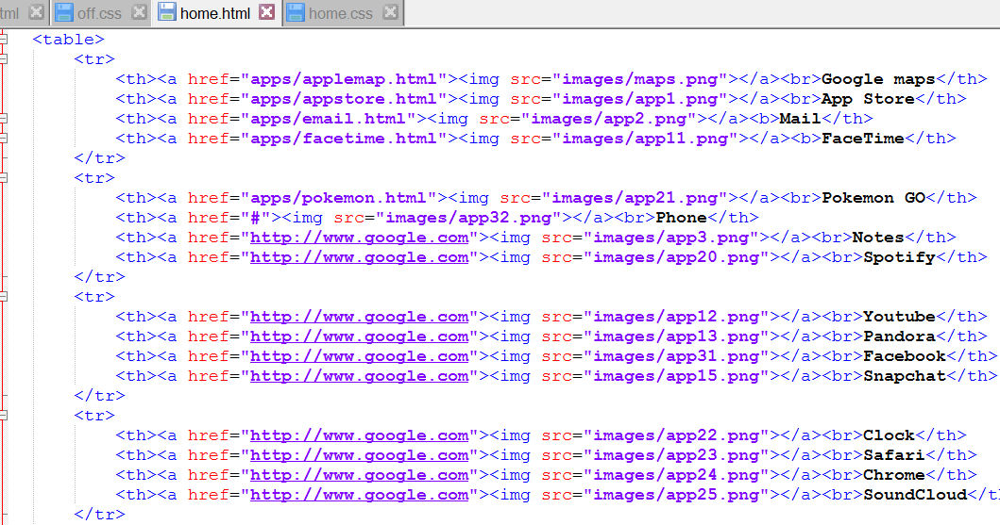 tml off.css home.html home.css
<table>
<tr>
<th><a href="apps/applemap.html"><img src="images/maps.png"></a><br>Google maps</th>
<th><a href="apps/appstore.html"><img src="images/app1.png"></a><br>App Store</th>
<th><a href="apps/email.html"><img src="images/app2.png"></a><b>Mail</th>
<th><a href="apps/facetime.html"><img src="images/app11.png"></a><b>FaceTime</th>
</tr>
<tr>
<th><a href="apps/pokemon.html"><img src="images/app21.png"></a><br>Pokemon GO</th>
<th><a href="#"><img src="images/app32.png"></a><br>Phone</th>
<th><a href="http://www.google.com"><img src="images/app3.png"></a><br>Notes</th>
<th><a href="http://www.google.com"><img src="images/app20.png"></a><br>Spotify</th>
</tr>
<tr>
<th><a href="http://www.google.com"><img src="images/app12.png"></a><br>Youtube</th>
<th><a href="http://www.google.com"><img src="images/app13.png"></a><br>Pandora</th>
<th><a href="http://www.google.com"><img src="images/app31.png"></a><br>Facebook</th>
<th><a href="http://www.google.com"><img src="images/app15.png"></a><br>Snapchat</th>
</tr>
<tr>
<th><a href="http://www.google.com"><img src="images/app22.png"></a><br>Clock</th>
<th><a href="http://www.google.com"><img src="images/app23.png"></a><br>Safari</th>
<th><a href="http://www.google.com"><img src="images/app24.png"></a><br>Chrome</th>
<th><a href="http://www.google.com"><img src="images/app25.png"></a><br>SoundCloud</t
</tr>